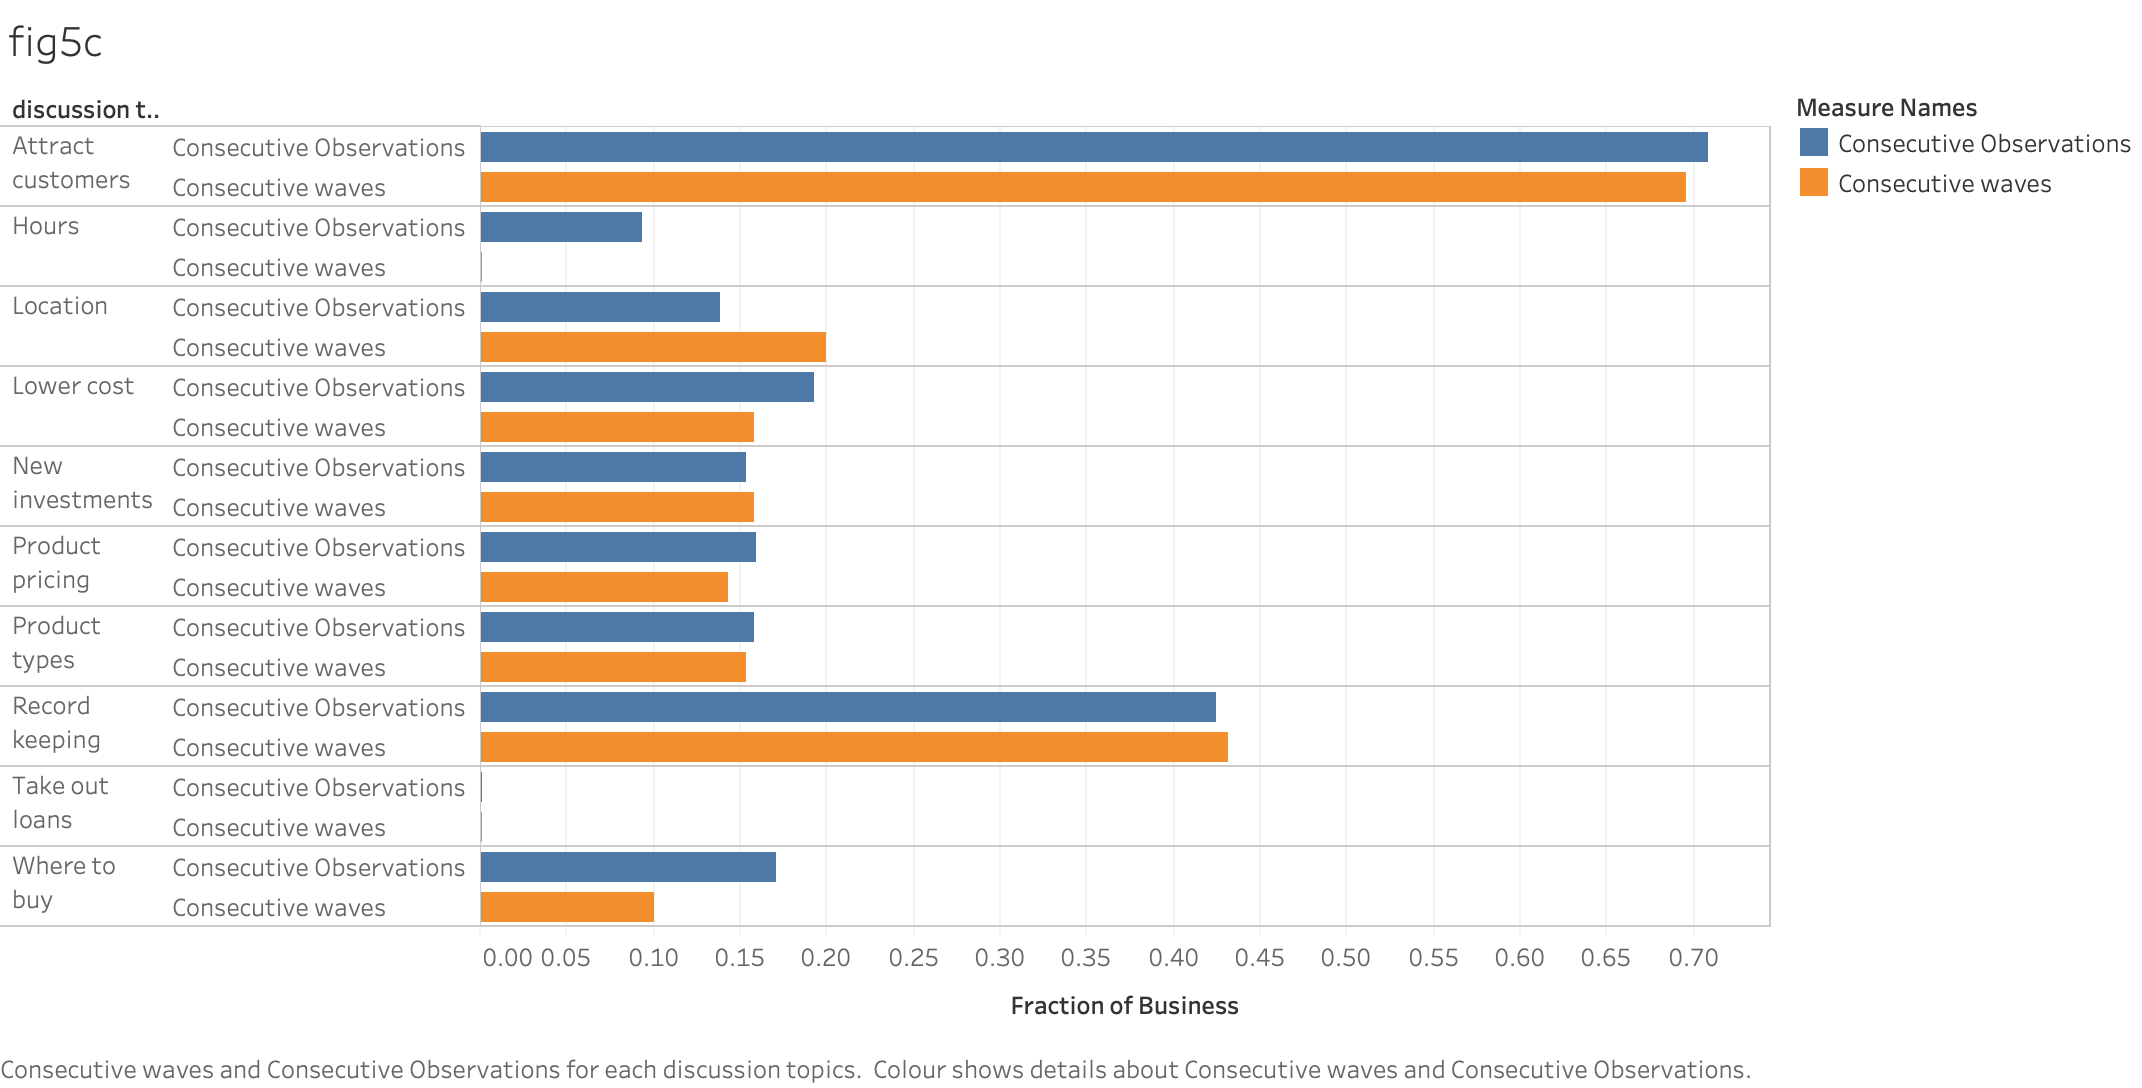 fig5c
discussion t..
Measure Names
Consecutive Observations
Consecutive waves
Attract
customers
Consecutive Observations
Consecutive waves
Hours
Consecutive Observations
Consecutive waves
Location
Consecutive Observations
Consecutive waves
Lower cost
Consecutive Observations
Consecutive waves
New
investments
Consecutive Observations
Consecutive waves
Product
pricing
Consecutive Observations
Consecutive waves
Product
types
Consecutive Observations
Consecutive waves
Record
keeping
Consecutive Observations
Consecutive waves
Take out
loans
Consecutive Observations
Consecutive waves
Where to
buy
Consecutive Observations
Consecutive waves
0.00 0.05 0.10 0.15 0.20 0.25 0.30 0.35 0.40 0.45 0.50 0.55 0.60 0.65 0.70
Fraction of Business
Consecutive waves and Consecutive Observations for each discussion topics.  Colour shows details about Consecutive waves and Consecutive Observations.